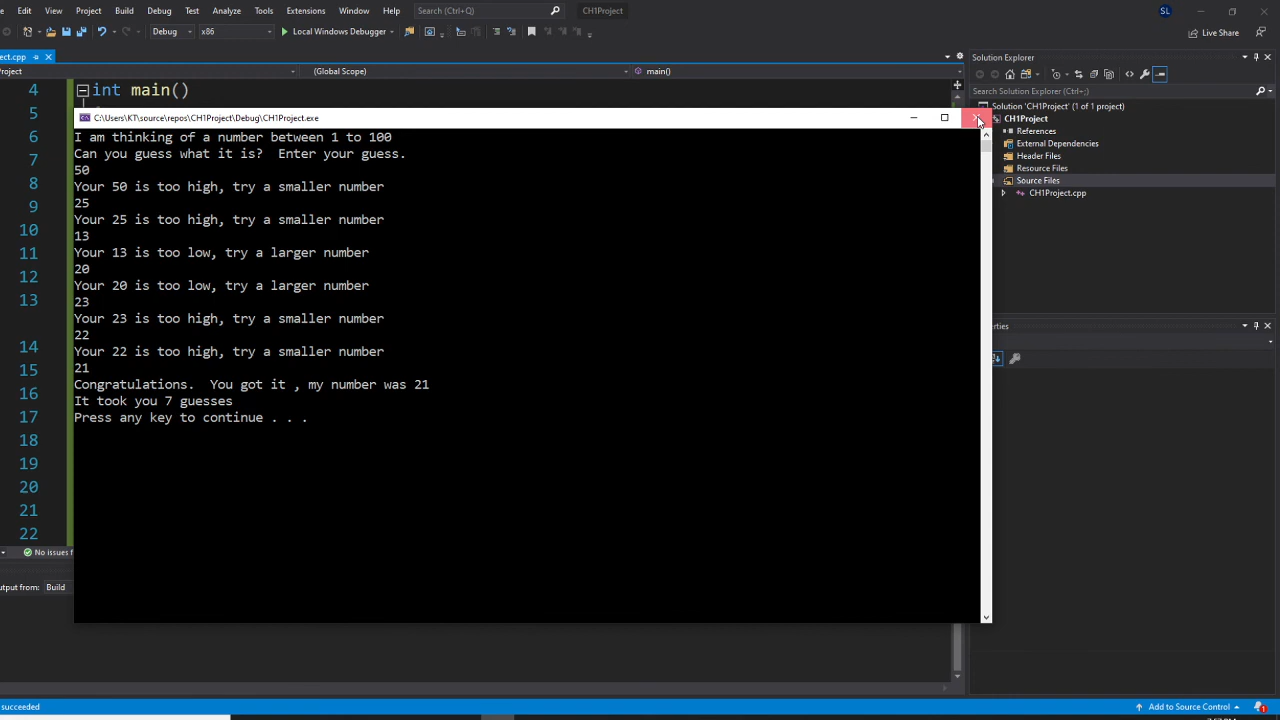 Edit View Project Build Debug Test Analyze Tools Extensions Window Help Search (Ctrl+Q) CH1Project SL
Debug x86 Local Windows Debugger Live Share
ect.cpp
Project (Global Scope) main()
4 int main()
5
6
7
8
9
10
11
12
13
14
15
16
17
18
19
20
21
22
C:\Users\KT\source\repos\CH1Project\Debug\CH1Project.exe
I am thinking of a number between 1 to 100
Can you guess what it is?  Enter your guess.
50
Your 50 is too high, try a smaller number
25
Your 25 is too high, try a smaller number
13
Your 13 is too low, try a larger number
20
Your 20 is too low, try a larger number
23
Your 23 is too high, try a smaller number
22
Your 22 is too high, try a smaller number
21
Congratulations.  You got it , my number was 21
It took you 7 guesses
Press any key to continue . . .
Solution Explorer
Search Solution Explorer (Ctrl+;)
Solution 'CH1Project' (1 of 1 project)
CH1Project
References
External Dependencies
Header Files
Resource Files
Source Files
CH1Project.cpp
erties
No issues f
utput from: Build
succeeded
Add to Source Control
1